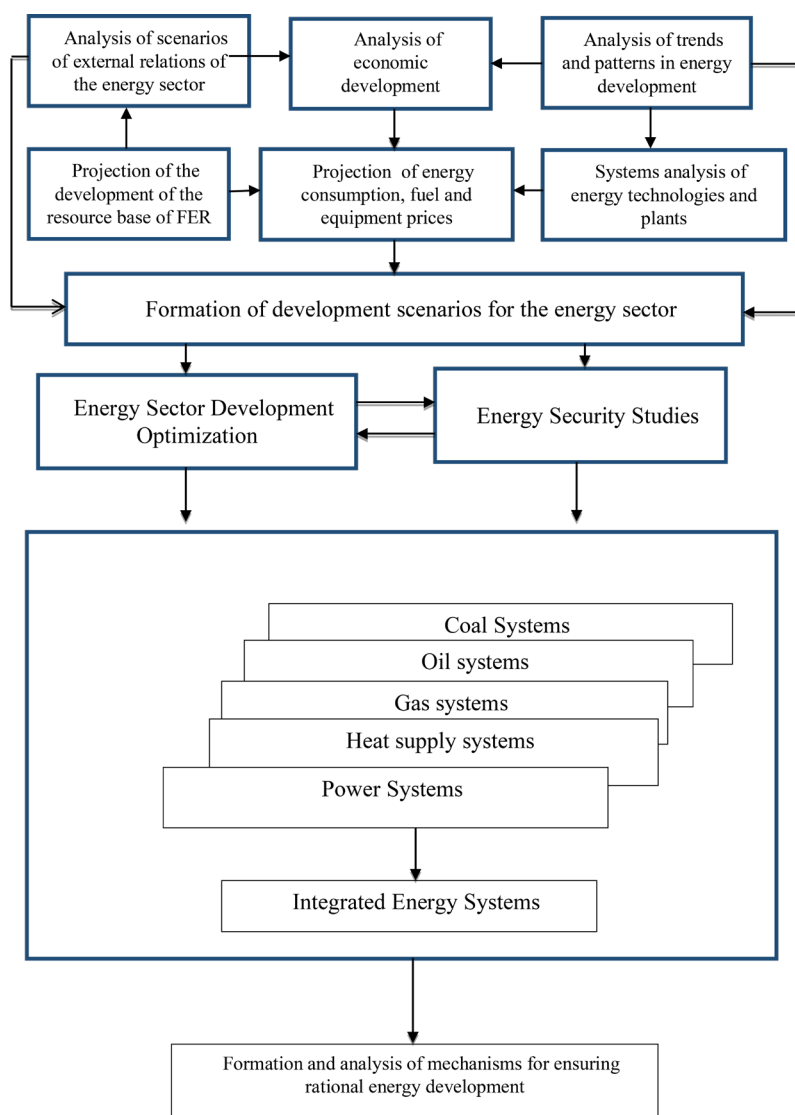 Analysis of scenarios
of external relations of
the energy sector
Analysis of
economic
development
Analysis of trends
and patterns in energy
development
Projection of the
development of the
resource base of FER
Projection of energy
consumption, fuel and
equipment prices
Systems analysis of
energy technologies and
plants
Formation of development scenarios for the energy sector
Energy Sector Development
Optimization
Energy Security Studies
Coal Systems
Oil systems
Gas systems
Heat supply systems
Power Systems
Integrated Energy Systems
Formation and analysis of mechanisms for ensuring
rational energy development